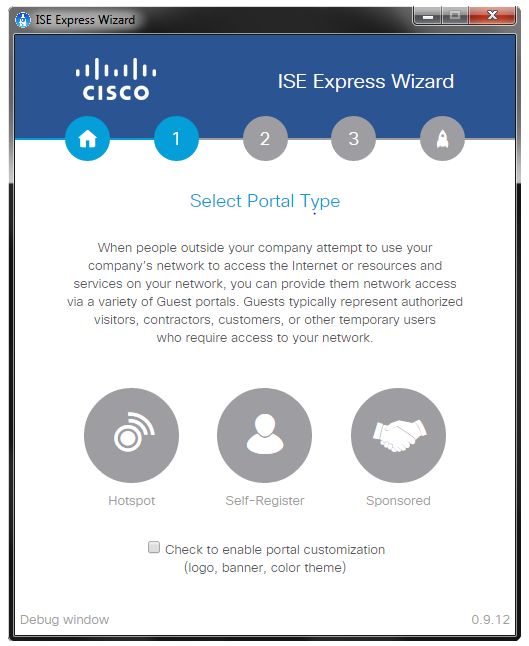 ISE Express Wizard
CISCO
ISE Express Wizard
1
2
3
Select Portal Type
When people outside your company attempt to use your
company's network to access the Internet or resources and
services on your network, you can provide them network access
via a variety of Guest portals. Guests typically represent authorized
visitors, contractors, customers, or other temporary users
who require access to your network.
Hotspot
Self-Register
Sponsored
Check to enable portal customization
(logo, banner, color theme)
Debug window
0.9.12